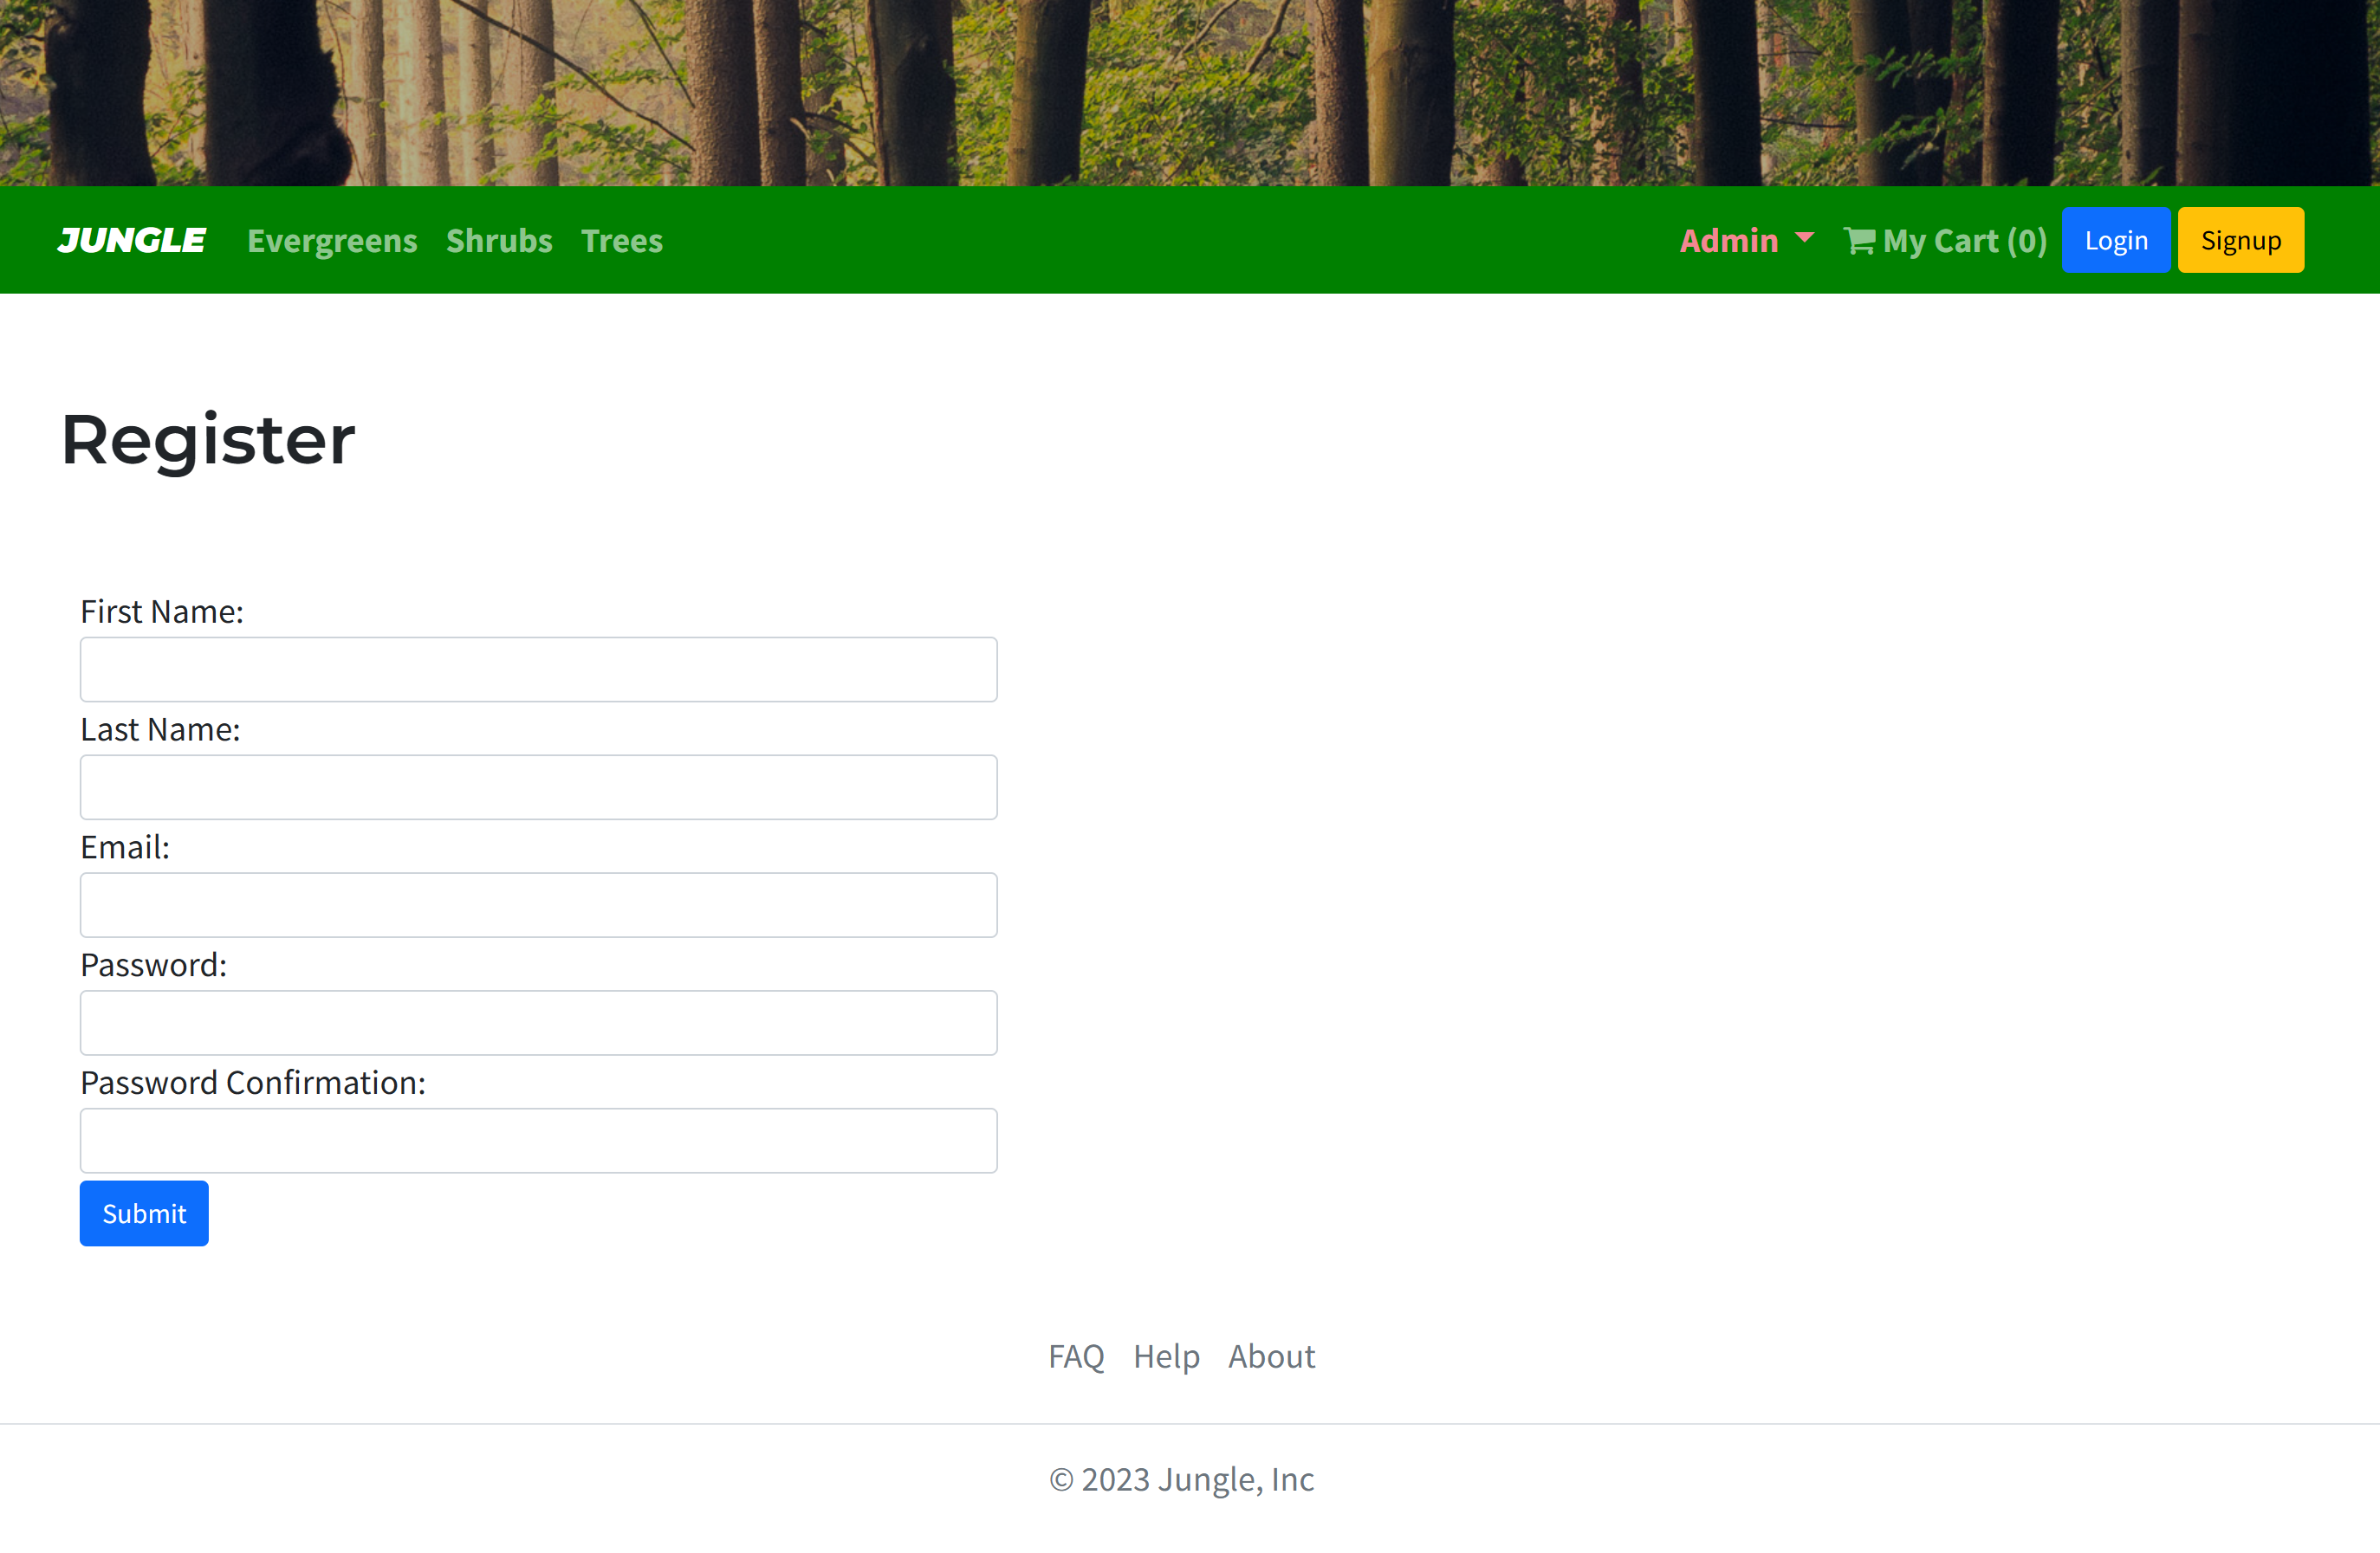 JUNGLE Evergreens Shrubs Trees Admin My Cart (0) Login Signup
Register
First Name:
Last Name:
Email:
Password:
Password Confirmation:
Submit
FAQ Help About
© 2023 Jungle, Inc